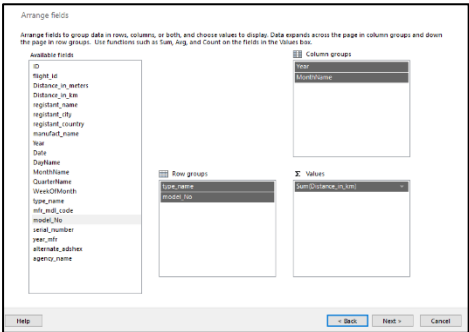 Arrange fields
Arrange fields to group data in rows, columns, or both, and choose values to display. Data expands across the page in column groups and down
the page in row groups. Use functions such as Sum, Avg, and Count on the fields in the Values box.
Available fields
ID
flight_id
Distance_in_meters
Distance_in_km
registant_name
registant_city
registant_country
manufact_name
Year
Date
DayName
MonthName
QuarterName
WeekOfMonth
type_name
mfr_mdl_code
model_No
serial_number
year_mfr
alternate_adshex
agency_name
Column groups
Year
MonthName
Row groups
type_name
model_No
Σ Values
Sum(Distance_in_km)
Help
< Back
Next >
Cancel